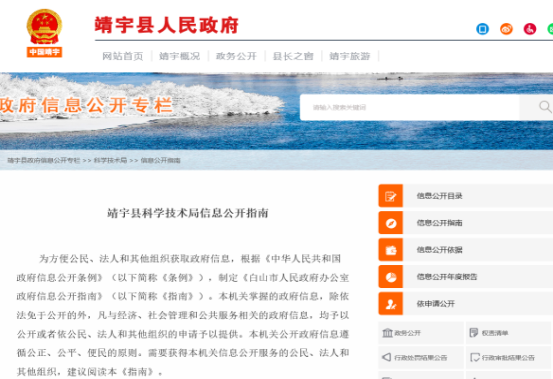 中国靖宇
靖宇县人民政府
网站首页 靖宇概况 政务公开 县长之窗 靖宇旅游
政府信息公开专栏
请输入搜索关键词
靖宇县政府信息公开专栏 >> 科学技术局 >> 信息公开指南
靖宇县科学技术局信息公开指南
为方便公民、法人和其他组织获取政府信息，根据《中华人民共和国
政府信息公开条例》（以下简称《条例》），制定《白山市人民政府办公室
政府信息公开指南》（以下简称《指南》）。本机关掌握的政府信息，除依
法免于公开的外，凡与经济、社会管理和公共服务相关的政府信息，均予以
公开或者依公民、法人和其他组织的申请予以提供。本机关公开政府信息遵
循公正、公平、便民的原则。需要获得本机关信息公开服务的公民、法人和
其他组织，建议阅读本《指南》。
信息公开目录
信息公开指南
信息公开依据
信息公开年度报告
依申请公开
政务公开 权责清单
行政处罚结果公告 行政审批结果公告